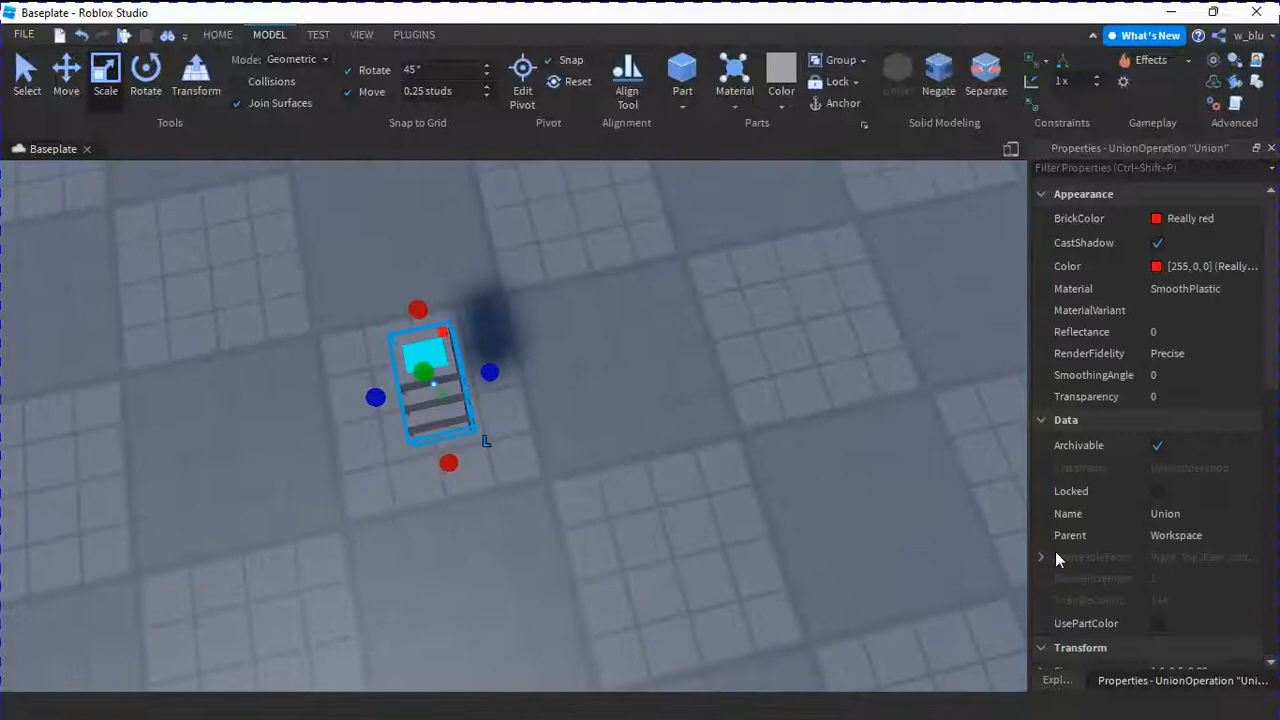 Baseplate - Roblox Studio
FILE HOME MODEL TEST VIEW PLUGINS What's New w_blu
Select Move Scale Rotate Transform
Mode: Geometric
Collisions
Join Surfaces
Tools
Rotate 45°
Move 0.25 studs
Snap to Grid
Edit Pivot
Snap
Reset
Pivot
Align Tool
Alignment
Part Material Color
Group
Lock
Anchor
Parts
Union Negate Separate
Solid Modeling
1 x
Constraints
Effects
Gameplay
Advanced
Baseplate
Properties - UnionOperation "Union"
Filter Properties (Ctrl+Shift+P)
Appearance
BrickColor Really red
CastShadow
Color [255, 0, 0] (Really...
Material SmoothPlastic
MaterialVariant
Reflectance 0
RenderFidelity Precise
SmoothingAngle 0
Transparency 0
Data
Archivable
Locked
Name Union
Parent Workspace
UsePartColor
Transform
L
Expl... Properties - UnionOperation "Uni...